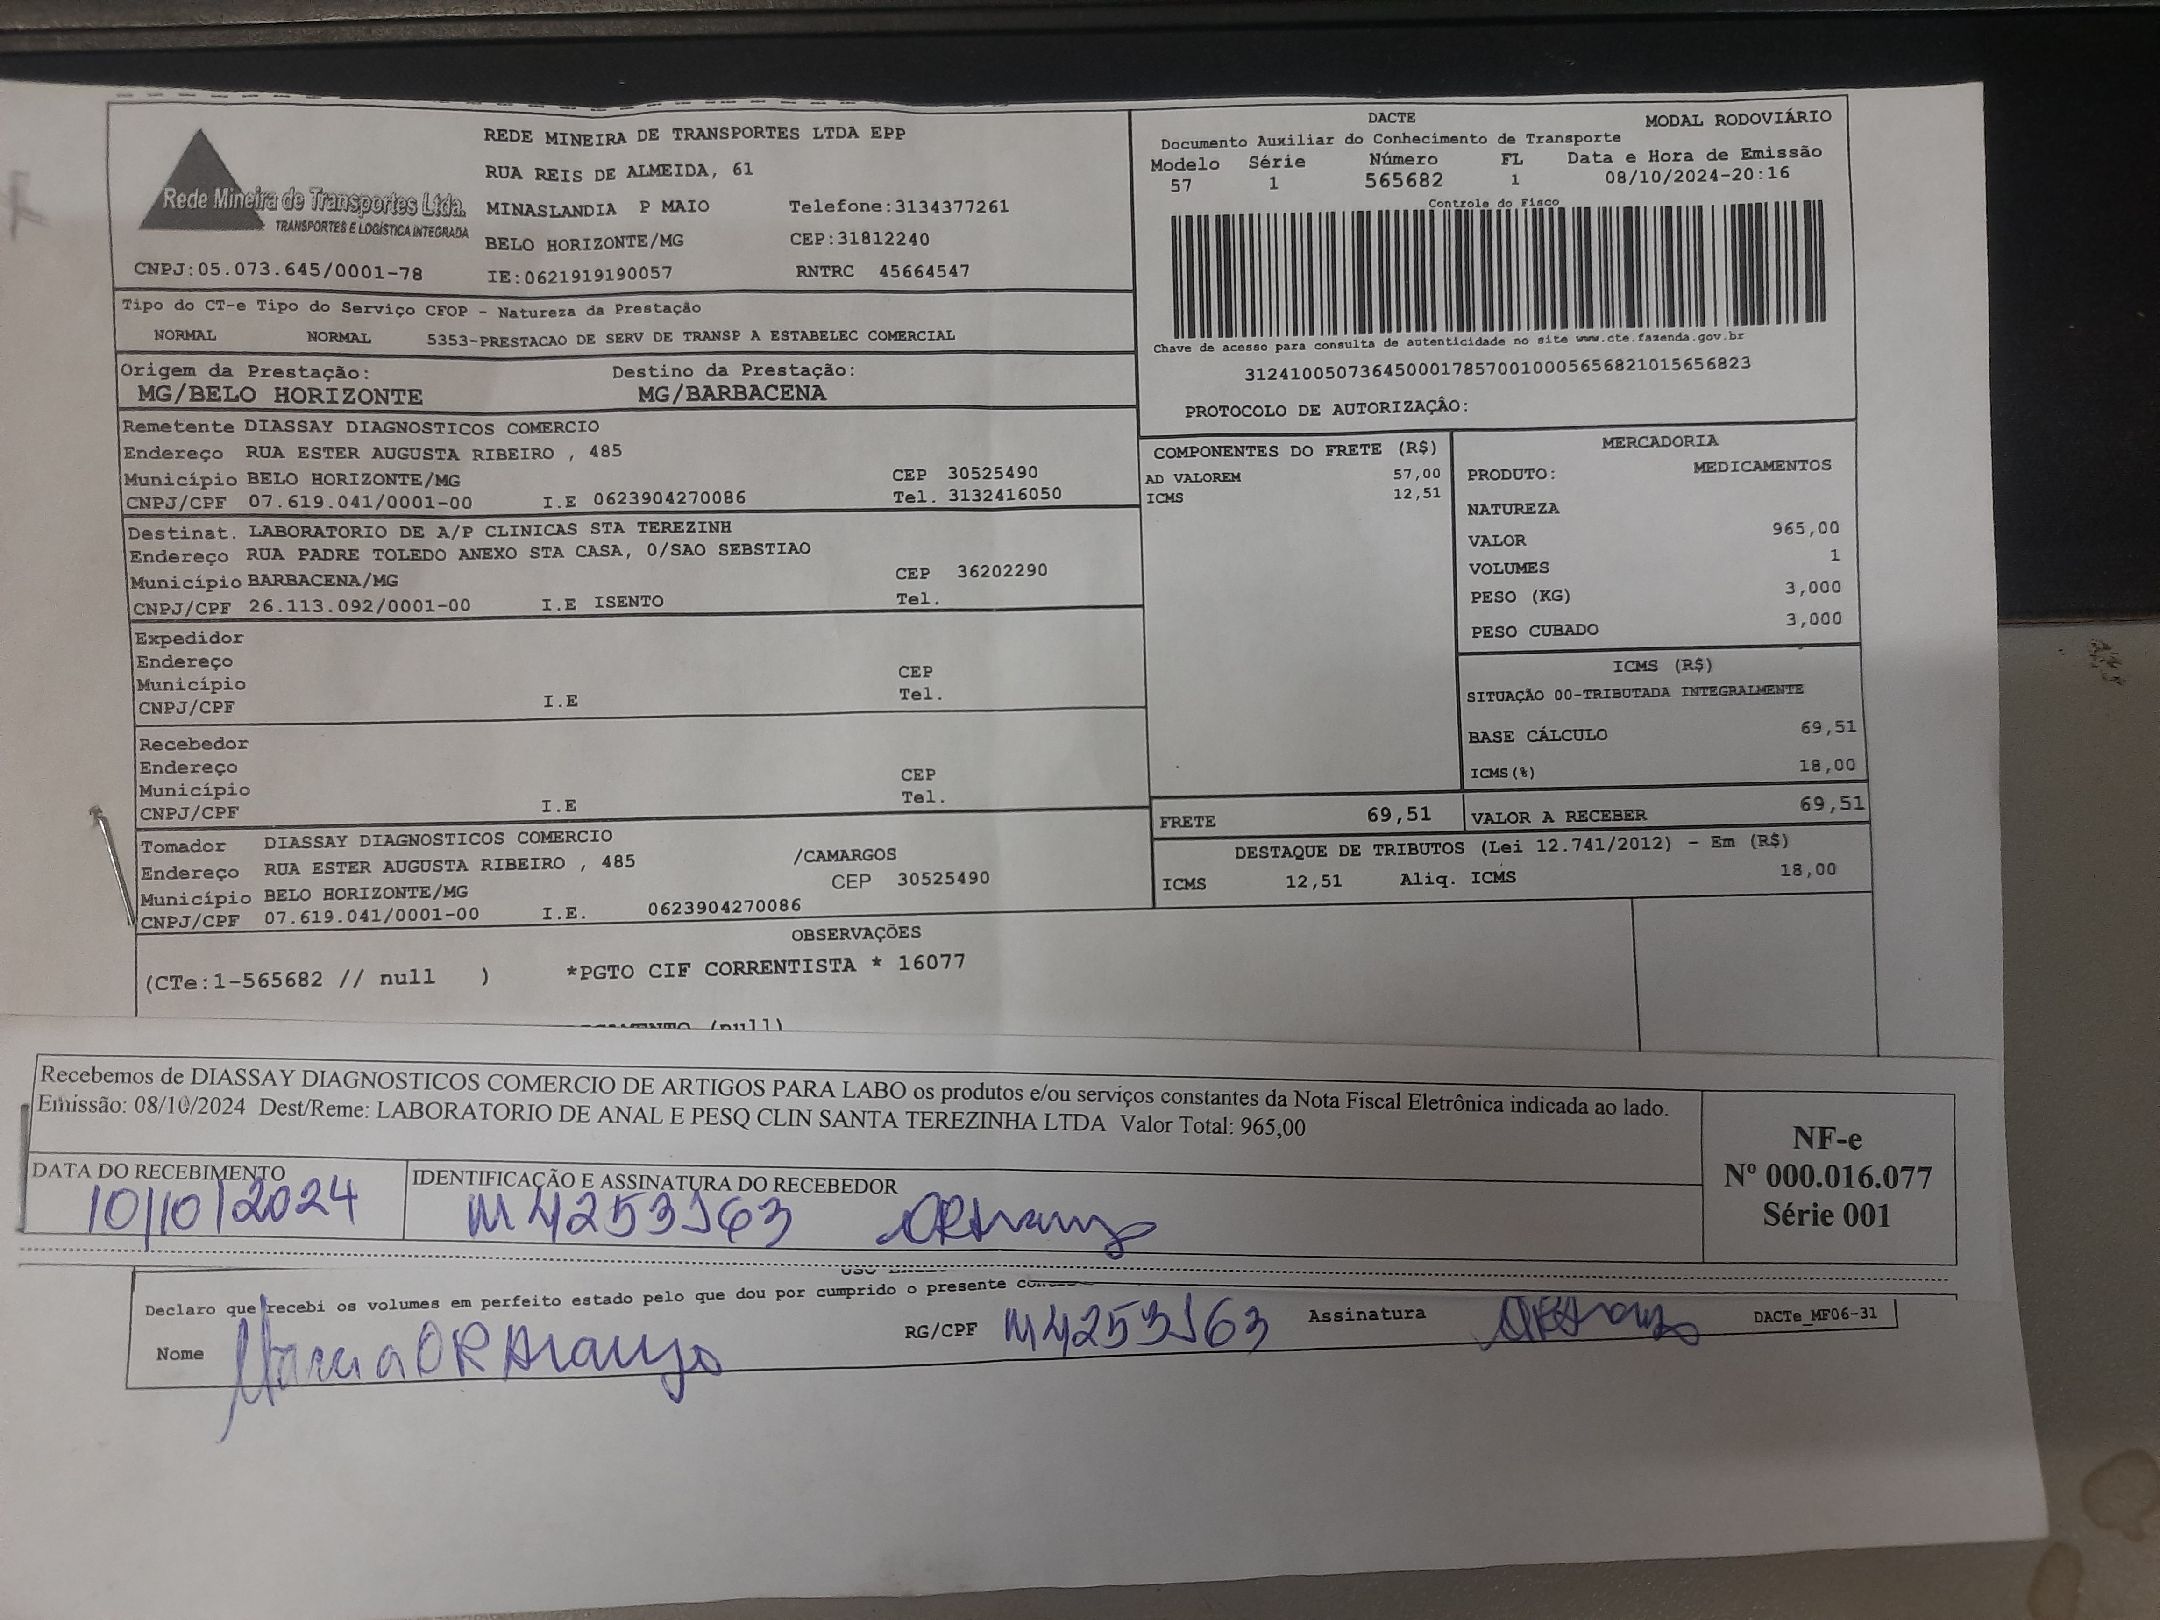 REDE MINEIRA DE TRANSPORTES LTDA EPP
RUA REIS DE ALMEIDA, 61
Rede Mineira de Transportes Ltda.
TRANSPORTES E LOGÍSTICA INTEGRADA
MINASLANDIA P MAIO Telefone:3134377261
BELO HORIZONTE/MG CEP:31812240
CNPJ:05.073.645/0001-78 IE:0621919190057 RNTRC 45664547
DACTE MODAL RODOVIÁRIO
Documento Auxiliar do Conhecimento de Transporte
Modelo Série Número FL Data e Hora de Emissão
57 1 565682 1 08/10/2024-20:16
Controle do Fisco
Chave de acesso para consulta de autenticidade no site www.cte.fazenda.gov.br
31241005073645000178570010005656821015656823
PROTOCOLO DE AUTORIZAÇÂO:
Tipo do CT-e Tipo do Serviço CFOP - Natureza da Prestação
NORMAL NORMAL 5353-PRESTACAO DE SERV DE TRANSP A ESTABELEC COMERCIAL
Origem da Prestação: Destino da Prestação:
MG/BELO HORIZONTE MG/BARBACENA
Remetente DIASSAY DIAGNOSTICOS COMERCIO
Endereço RUA ESTER AUGUSTA RIBEIRO , 485
Município BELO HORIZONTE/MG CEP 30525490
CNPJ/CPF 07.619.041/0001-00 I.E 0623904270086 Tel. 3132416050
Destinat. LABORATORIO DE A/P CLINICAS STA TEREZINH
Endereço RUA PADRE TOLEDO ANEXO STA CASA, 0/SAO SEBSTIAO
Município BARBACENA/MG CEP 36202290
CNPJ/CPF 26.113.092/0001-00 I.E ISENTO Tel.
Expedidor
Endereço
Município CEP
CNPJ/CPF I.E Tel.
Recebedor
Endereço
Município CEP
CNPJ/CPF I.E Tel.
Tomador DIASSAY DIAGNOSTICOS COMERCIO
Endereço RUA ESTER AUGUSTA RIBEIRO , 485 /CAMARGOS
Município BELO HORIZONTE/MG CEP 30525490
CNPJ/CPF 07.619.041/0001-00 I.E. 0623904270086
COMPONENTES DO FRETE (R$)
AD VALOREM 57,00
ICMS 12,51
MERCADORIA
PRODUTO: MEDICAMENTOS
NATUREZA
VALOR 965,00
VOLUMES 1
PESO (KG) 3,000
PESO CUBADO 3,000
ICMS (R$)
SITUAÇÃO 00-TRIBUTADA INTEGRALMENTE
BASE CÁLCULO 69,51
ICMS(%) 18,00
FRETE 69,51 VALOR A RECEBER 69,51
DESTAQUE DE TRIBUTOS (Lei 12.741/2012) - Em (R$)
ICMS 12,51 Aliq. ICMS 18,00
OBSERVAÇÕES
(CTe:1-565682 // null ) *PGTO CIF CORRENTISTA * 16077
(null)
Recebemos de DIASSAY DIAGNOSTICOS COMERCIO DE ARTIGOS PARA LABO os produtos e/ou serviços constantes da Nota Fiscal Eletrônica indicada ao lado.
Emissão: 08/10/2024 Dest/Reme: LABORATORIO DE ANAL E PESQ CLIN SANTA TEREZINHA LTDA Valor Total: 965,00
NF-e
Nº 000.016.077
Série 001
DATA DO RECEBIMENTO IDENTIFICAÇÃO E ASSINATURA DO RECEBEDOR
10/10/2024 M4253563 ORAraujo
Declaro que recebi os volumes em perfeito estado pelo que dou por cumprido o presente
Nome Marcia O R Araujo RG/CPF M4253563 Assinatura ORAraujo DACTe_MF06-31